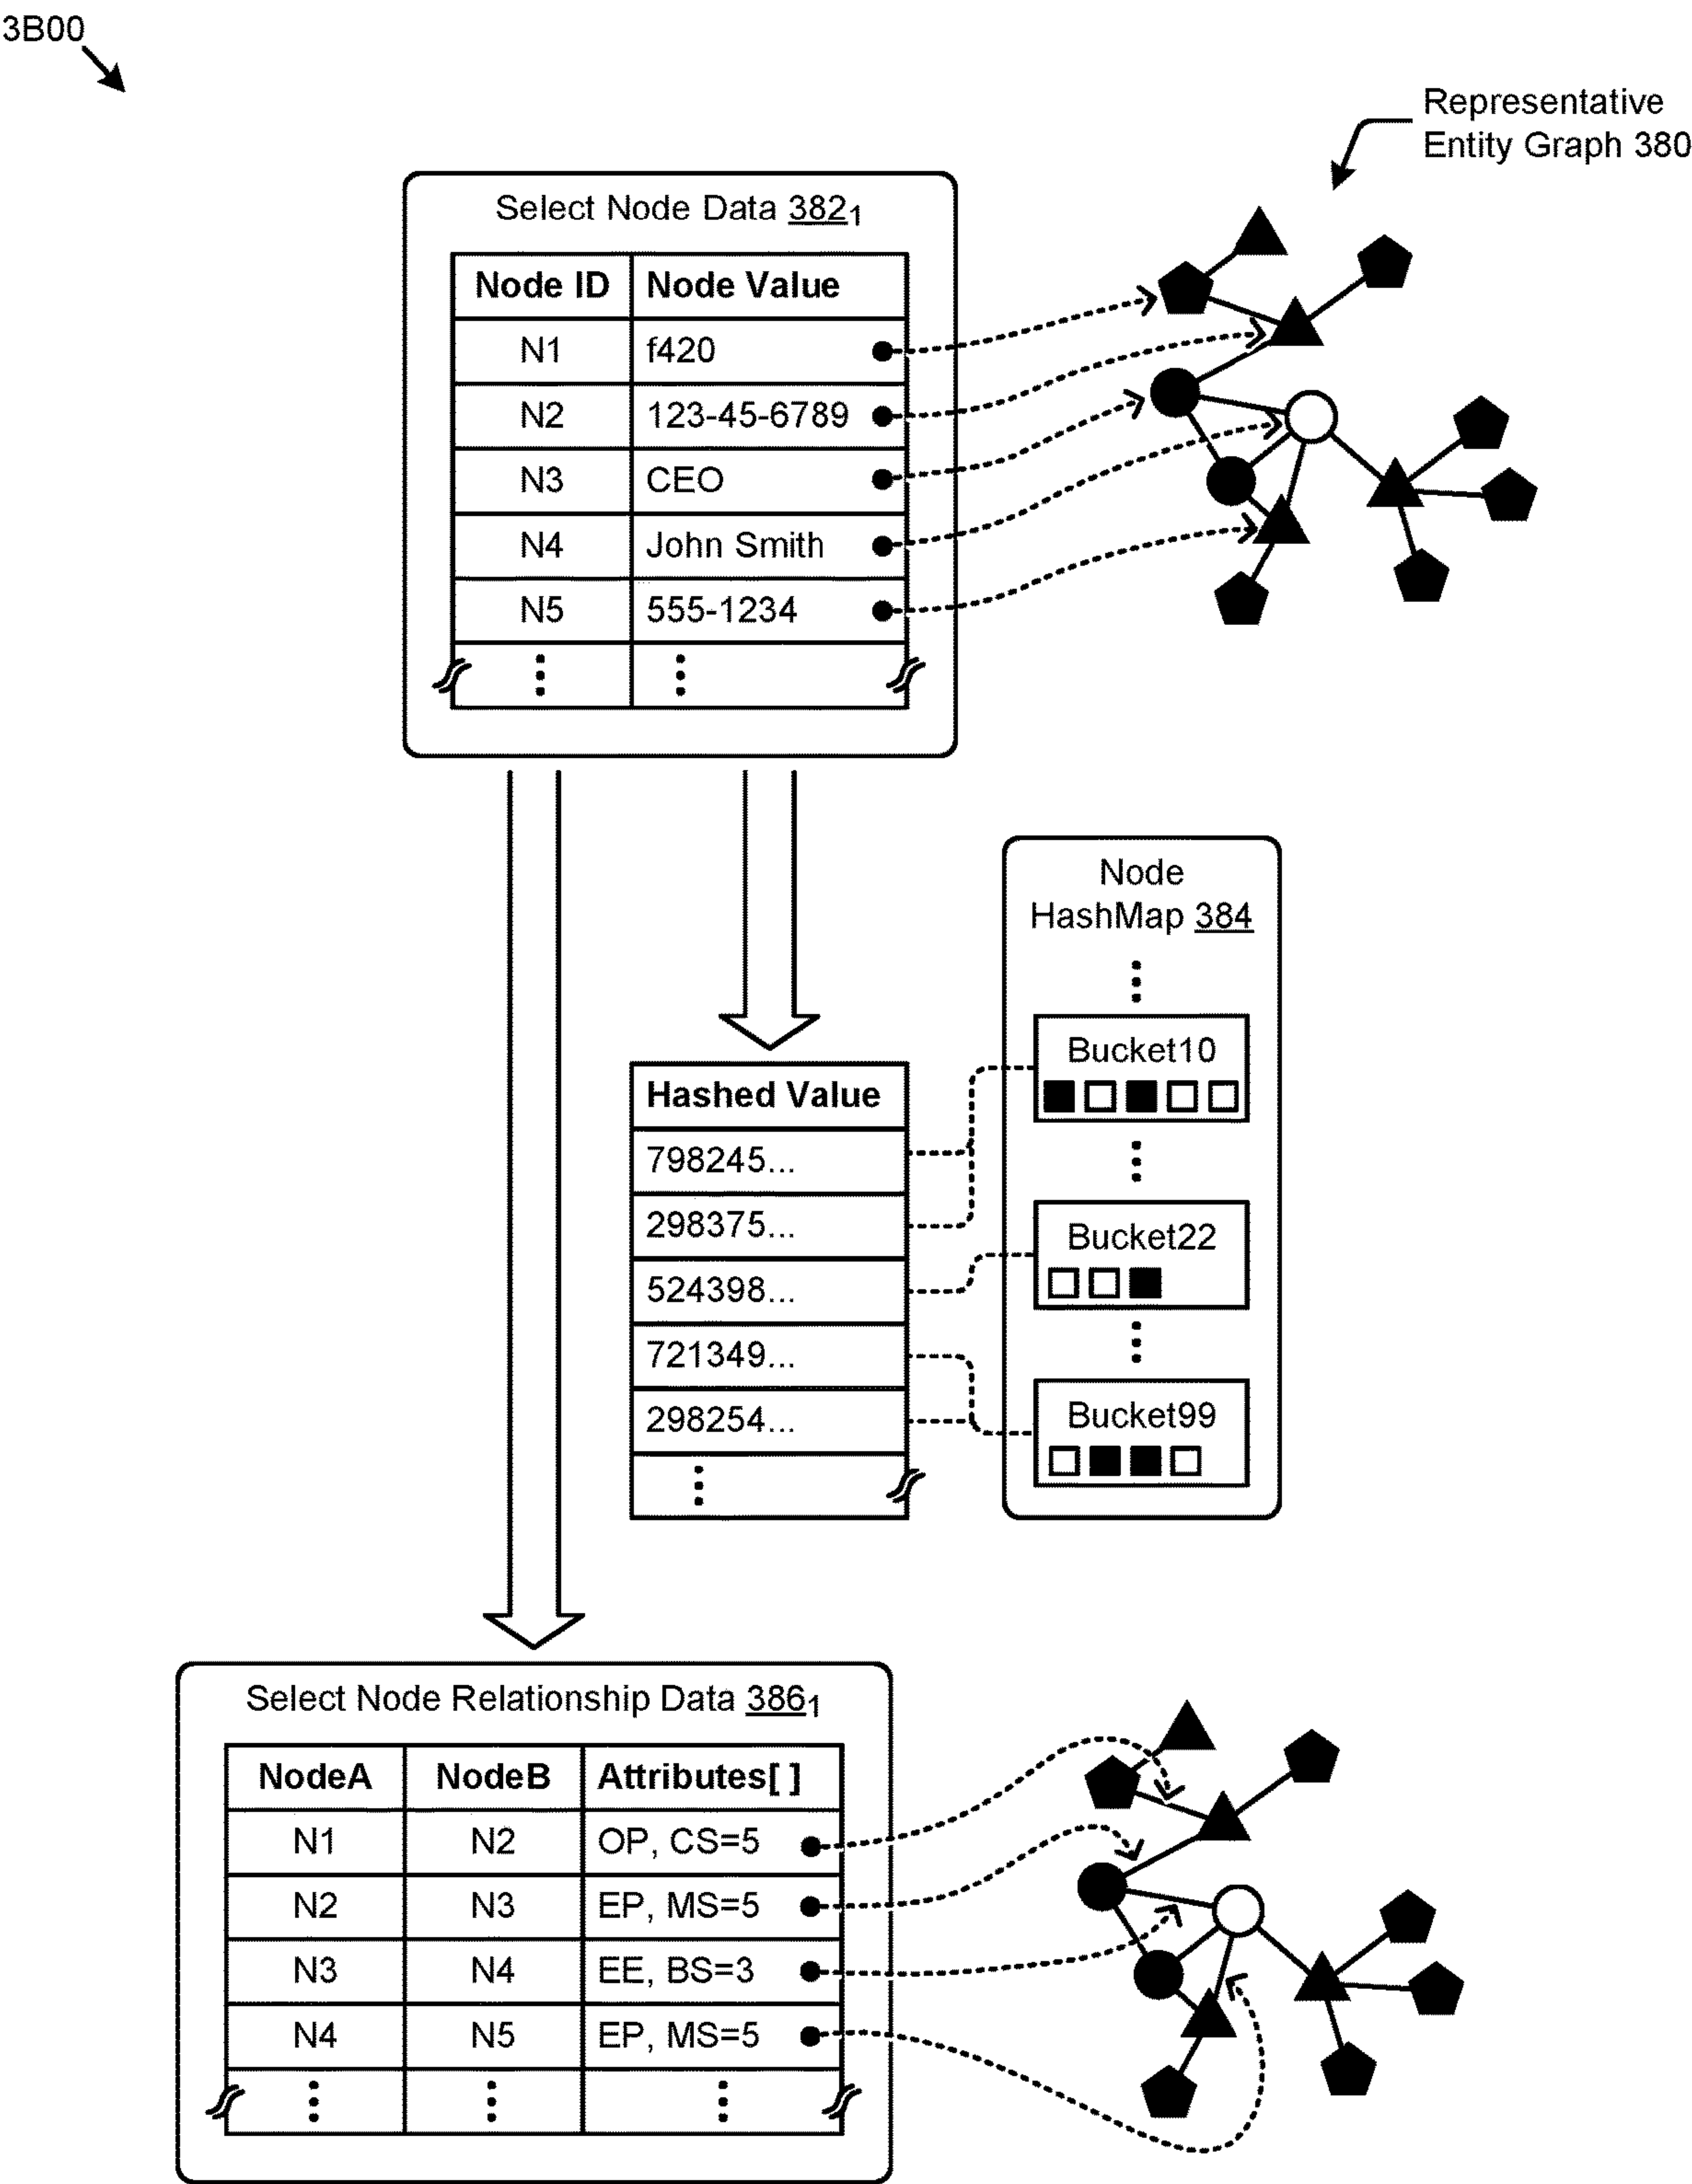 3B00
Representative
Entity Graph 380
Select Node Data 382₁
Node ID Node Value
N1 f420
N2 123-45-6789
N3 CEO
N4 John Smith
N5 555-1234
Node
HashMap 384
Bucket10
Hashed Value
798245...
298375...
Bucket22
524398...
721349...
Bucket99
298254...
Select Node Relationship Data 386₁
NodeA NodeB Attributes[ ]
N1 N2 OP, CS=5
N2 N3 EP, MS=5
N3 N4 EE, BS=3
N4 N5 EP, MS=5